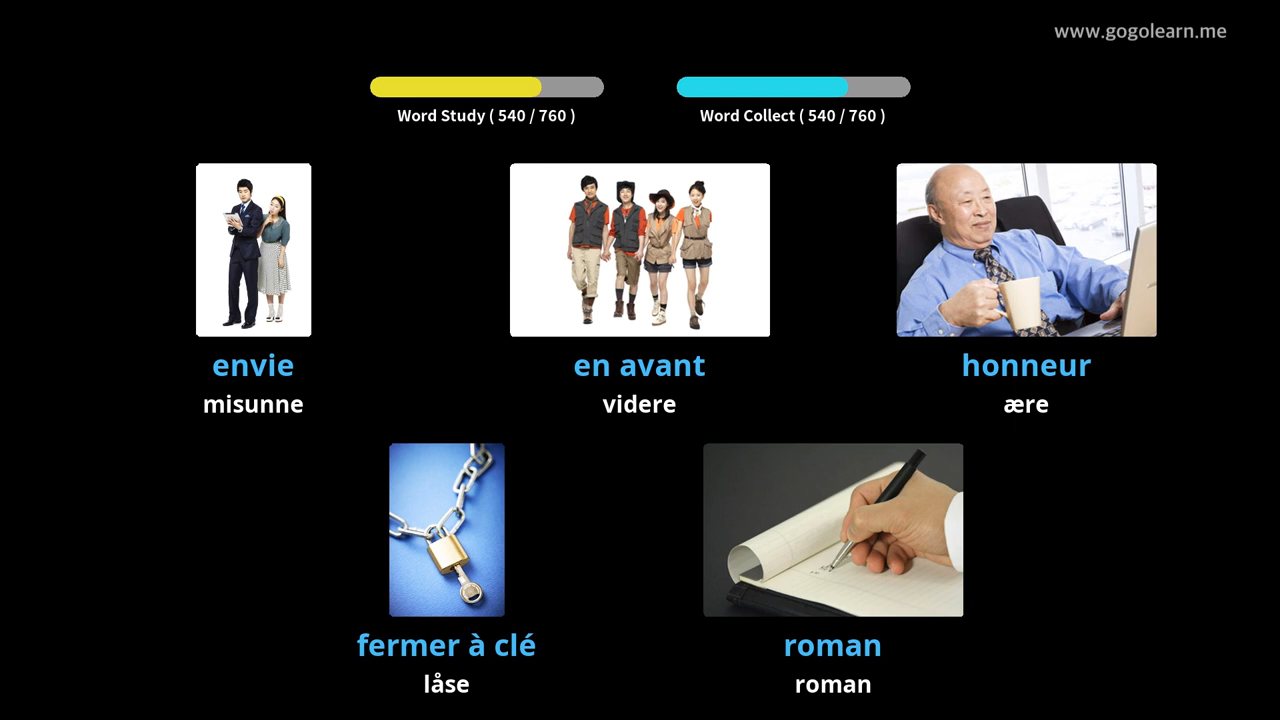 www.gogolearn.me
Word Study ( 540 / 760 )
Word Collect ( 540 / 760 )
envie
misunne
en avant
videre
honneur
ære
fermer à clé
låse
roman
roman